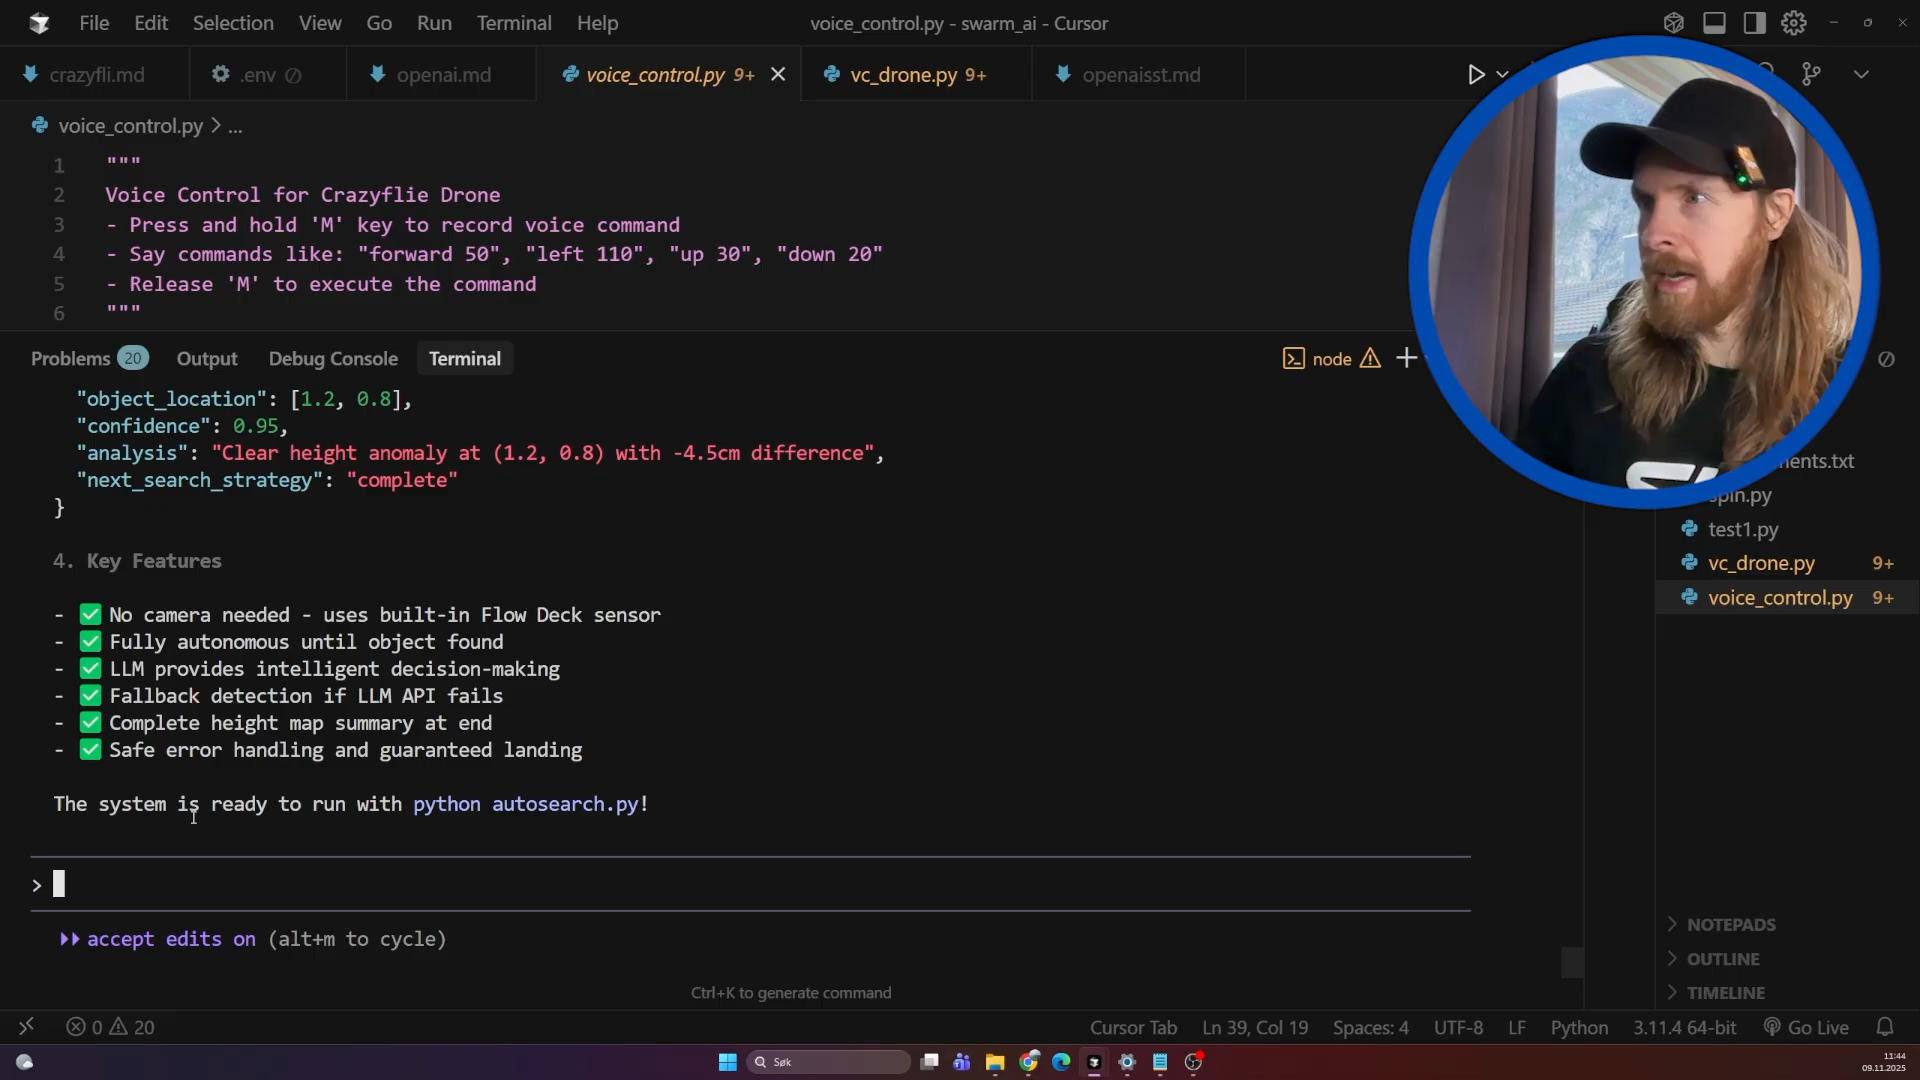 File Edit Selection View Go Run Terminal Help
voice_control.py - swarm_ai - Cursor
crazyfli.md
.env
openai.md
voice_control.py 9+
vc_drone.py 9+
openaisst.md
voice_control.py > ...
1 """
2 Voice Control for Crazyflie Drone
3 - Press and hold 'M' key to record voice command
4 - Say commands like: "forward 50", "left 110", "up 30", "down 20"
5 - Release 'M' to execute the command
6 """
Problems 20 Output Debug Console Terminal
node
"object_location": [1.2, 0.8],
"confidence": 0.95,
"analysis": "Clear height anomaly at (1.2, 0.8) with -4.5cm difference",
"next_search_strategy": "complete"
}
4. Key Features
- ✅ No camera needed - uses built-in Flow Deck sensor
- ✅ Fully autonomous until object found
- ✅ LLM provides intelligent decision-making
- ✅ Fallback detection if LLM API fails
- ✅ Complete height map summary at end
- ✅ Safe error handling and guaranteed landing
The system is ready to run with python autosearch.py!
>
accept edits on (alt+m to cycle)
Ctrl+K to generate command
ments.txt
spin.py
test1.py
vc_drone.py 9+
voice_control.py 9+
NOTEPADS
OUTLINE
TIMELINE
0 20
Cursor Tab Ln 39, Col 19 Spaces: 4 UTF-8 LF Python 3.11.4 64-bit Go Live
Søk
11:44
09.11.2025